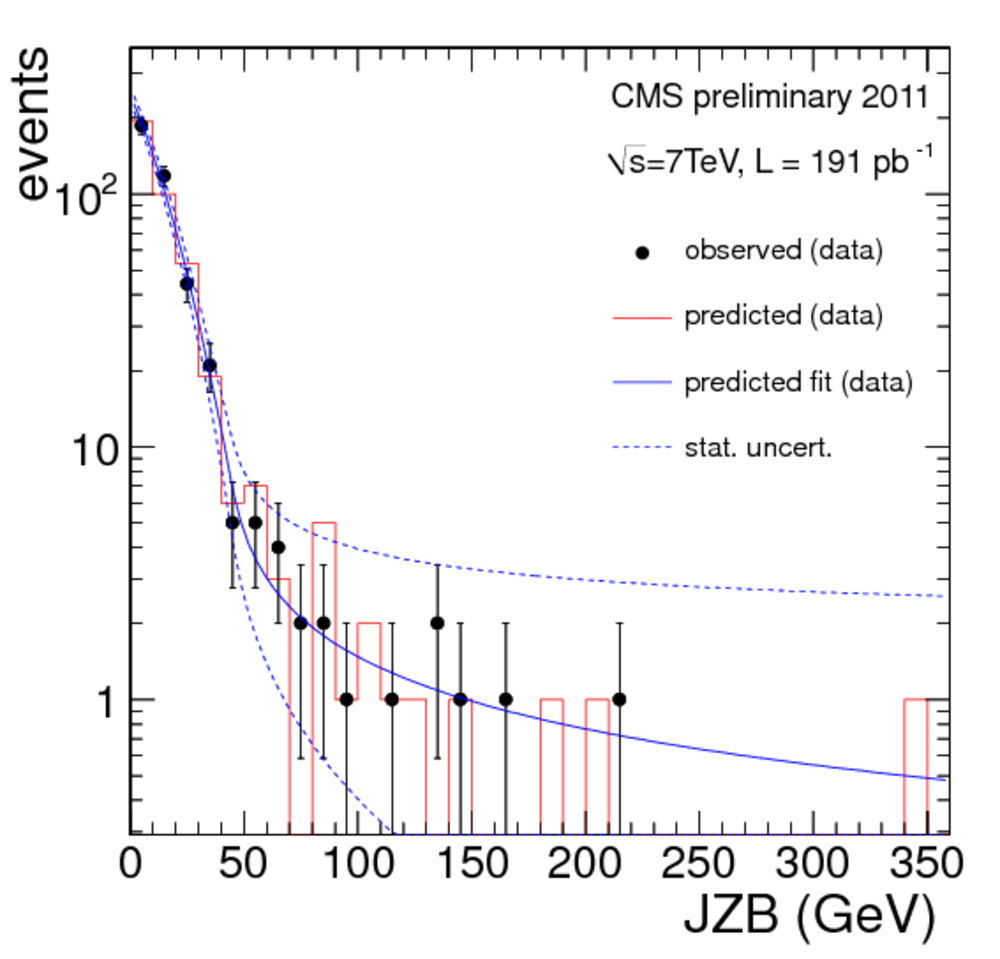 events
10²
10
1
CMS preliminary 2011
√s=7TeV, L = 191 pb⁻¹
observed (data)
predicted (data)
predicted fit (data)
stat. uncert.
0 50 100 150 200 250 300 350
JZB (GeV)